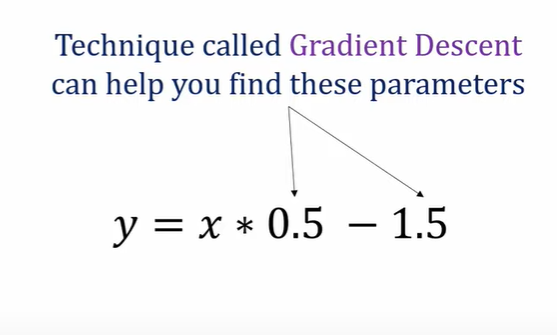 Technique called Gradient Descent
can help you find these parameters
y = x * 0.5 − 1.5